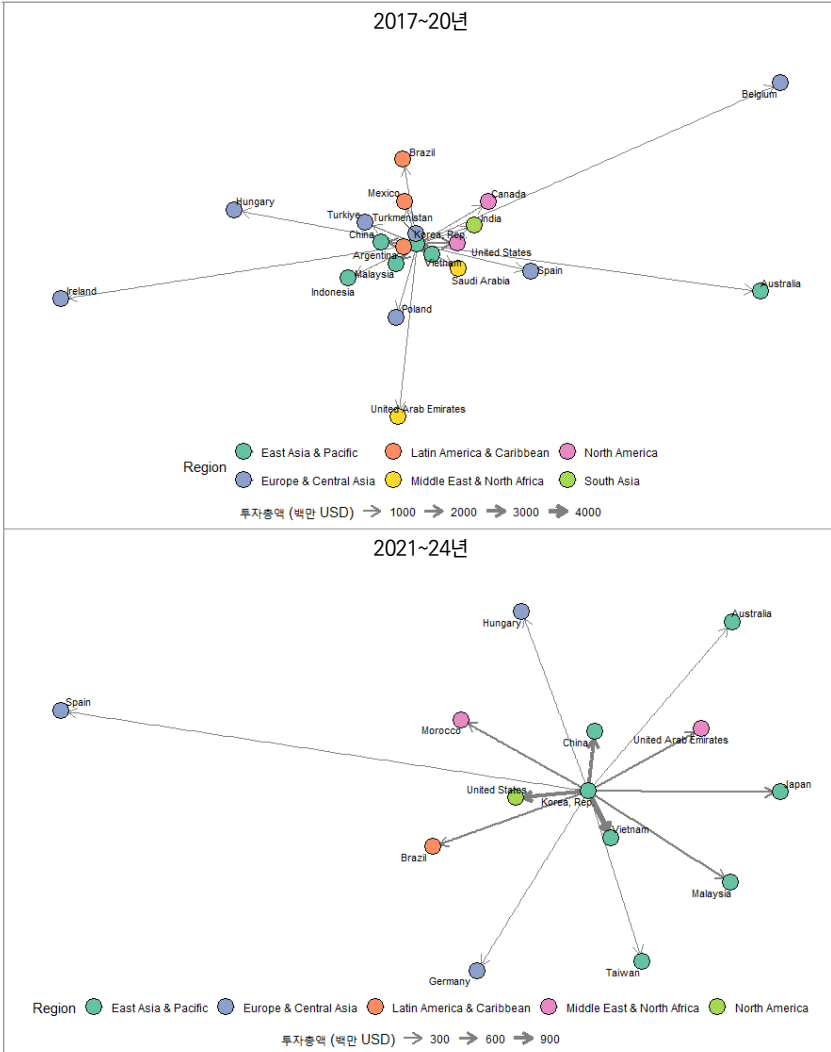 2017~20년
Belgium
Brazil
Mexico
Canada
Hungary
Turkiye
Turkmenistan
India
China
Korea, Rep.
United States
Argentina
Vietnam
Malaysia
Spain
Saudi Arabia
Indonesia
Ireland
Australia
Poland
United Arab Emirates
Region
East Asia & Pacific
Latin America & Caribbean
North America
Europe & Central Asia
Middle East & North Africa
South Asia
투자총액 (백만 USD) 1000 2000 3000 4000
2021~24년
Australia
Hungary
Spain
Morocco
China
United Arab Emirates
United States
Korea, Rep.
Japan
Vietnam
Brazil
Malaysia
Germany
Taiwan
Region East Asia & Pacific Europe & Central Asia Latin America & Caribbean Middle East & North Africa North America
투자총액 (백만 USD) 300 600 900